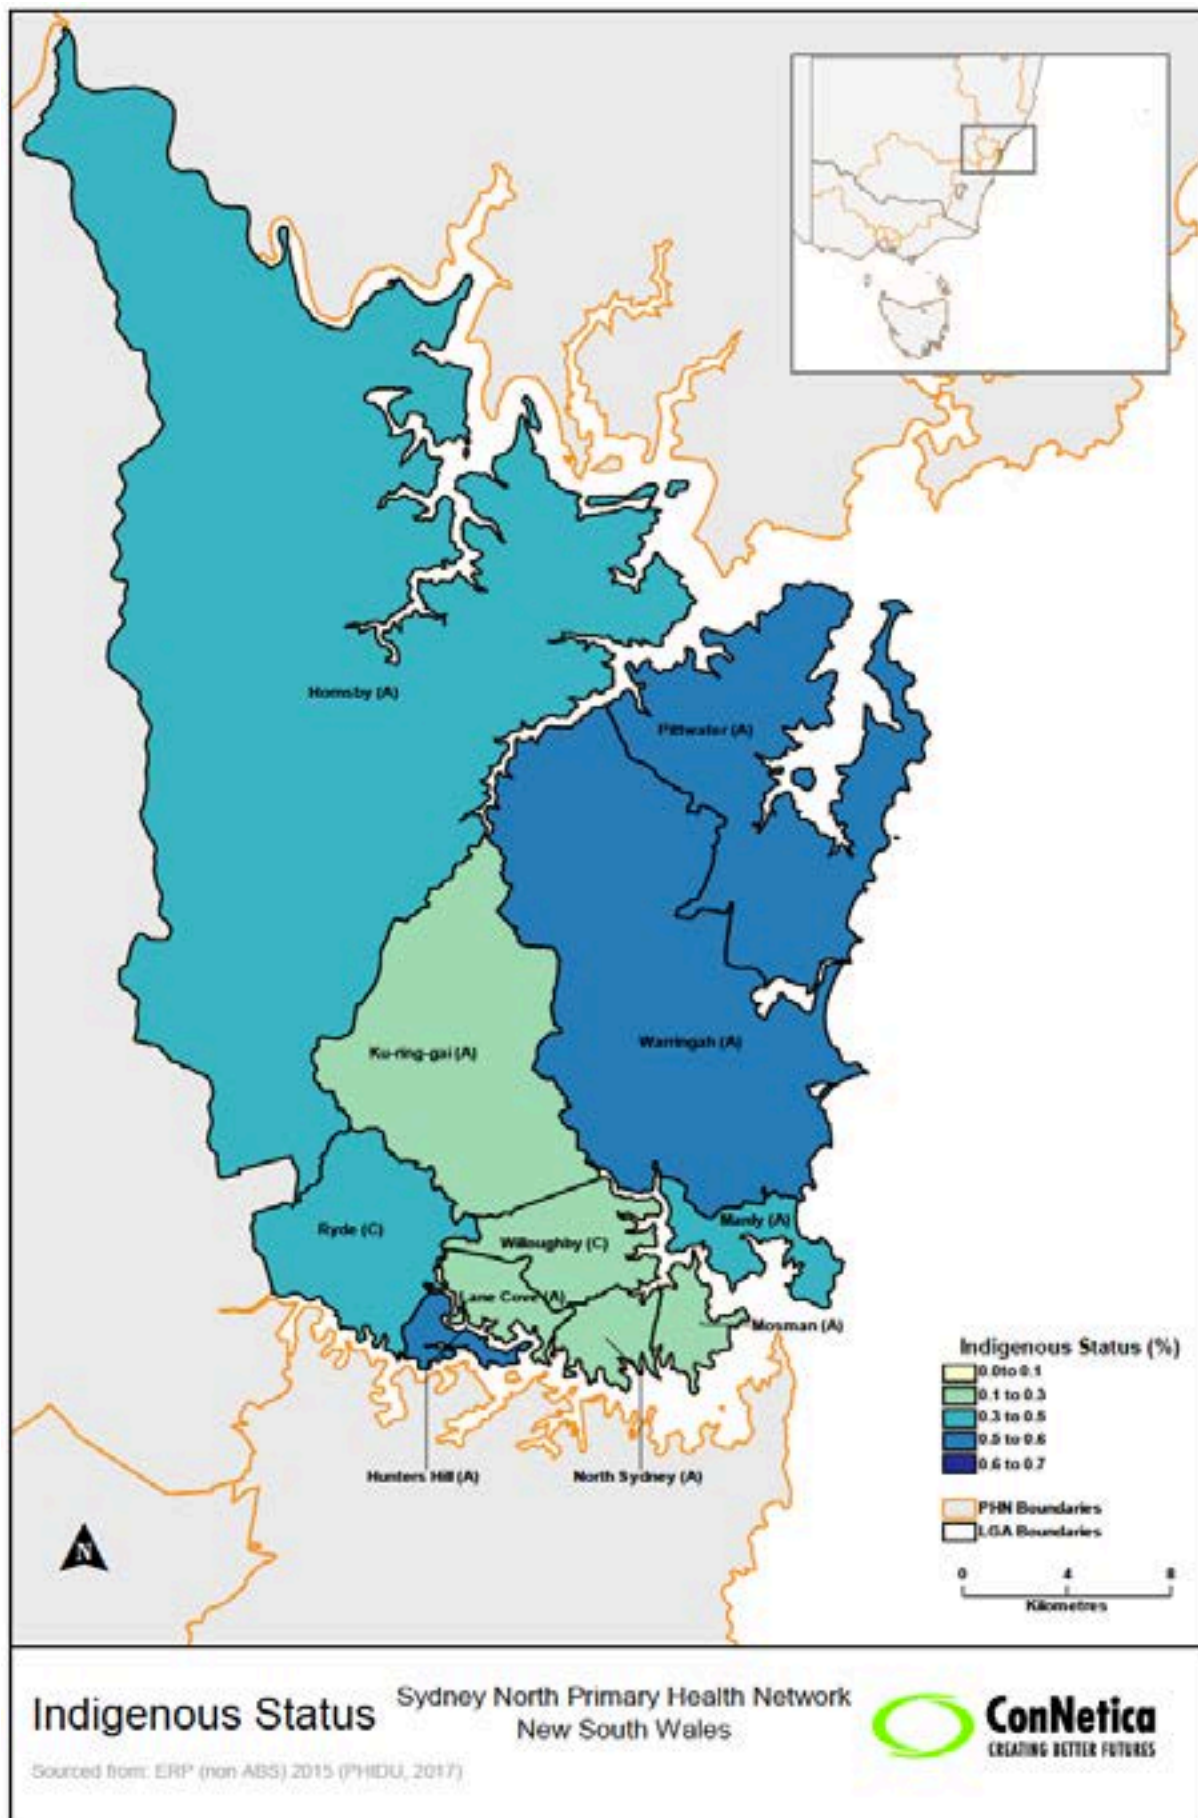 Hornsby (A)
Pittwater (A)
Warringah (A)
Ku-ring-gai (A)
Ryde (C)
Willoughby (C)
Manly (A)
Lane Cove (A)
Mosman (A)
Hunters Hill (A)
North Sydney (A)
Indigenous Status (%)
0.0 to 0.1
0.1 to 0.3
0.3 to 0.5
0.5 to 0.6
0.6 to 0.7
PHN Boundaries
LGA Boundaries
0 4 8
Kilometres
N
Indigenous Status
Sydney North Primary Health Network
New South Wales
ConNetica
CREATING BETTER FUTURES
Sourced from: ERP (non ABS) 2015 (PHIDU, 2017)